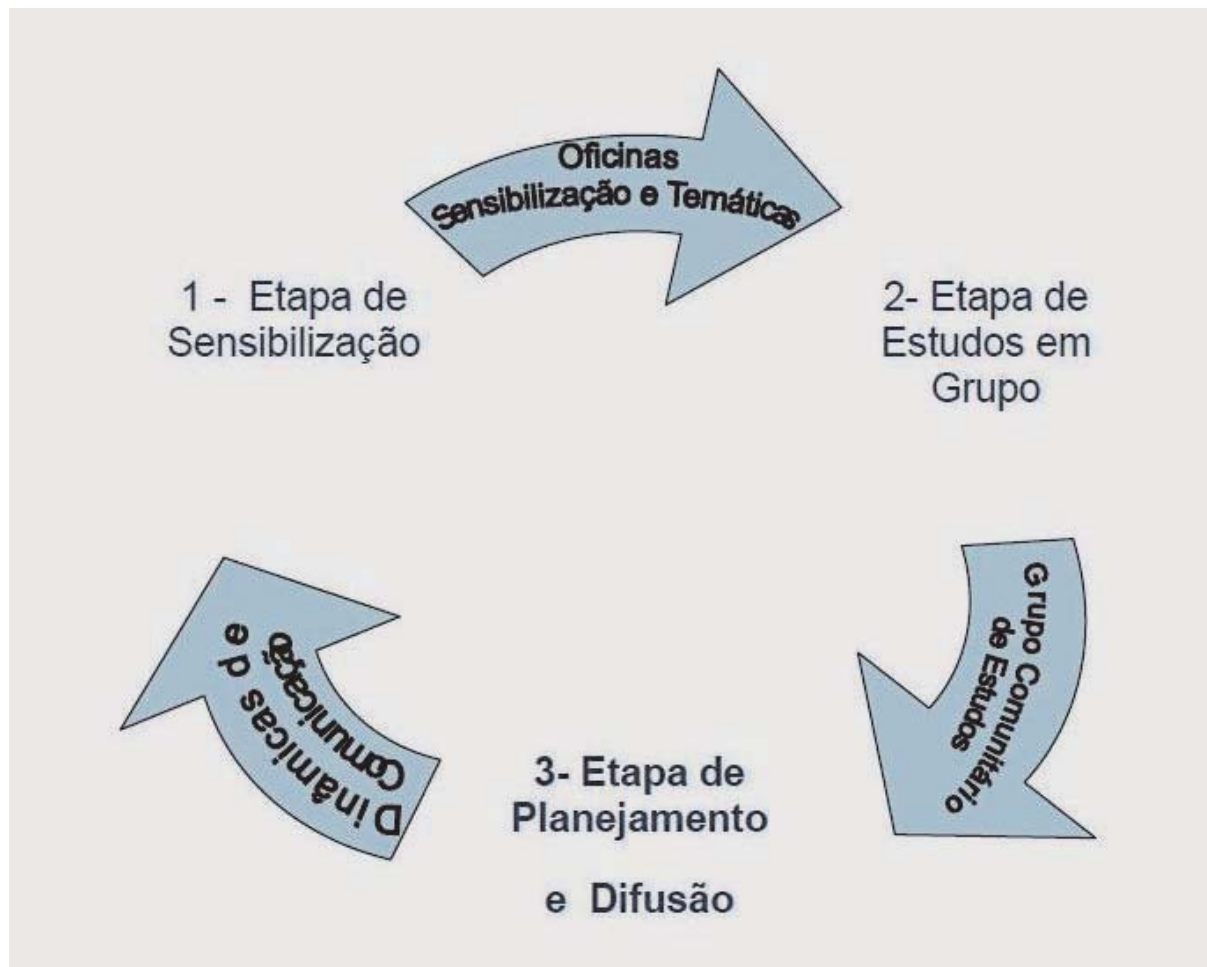 Oficinas
Sensibilização e Temáticas
1 - Etapa de
Sensibilização
2- Etapa de
Estudos em
Grupo
Grupo Comunitário
de Estudos
3- Etapa de
Planejamento
e Difusão
Dinâmicas de
Comunicação